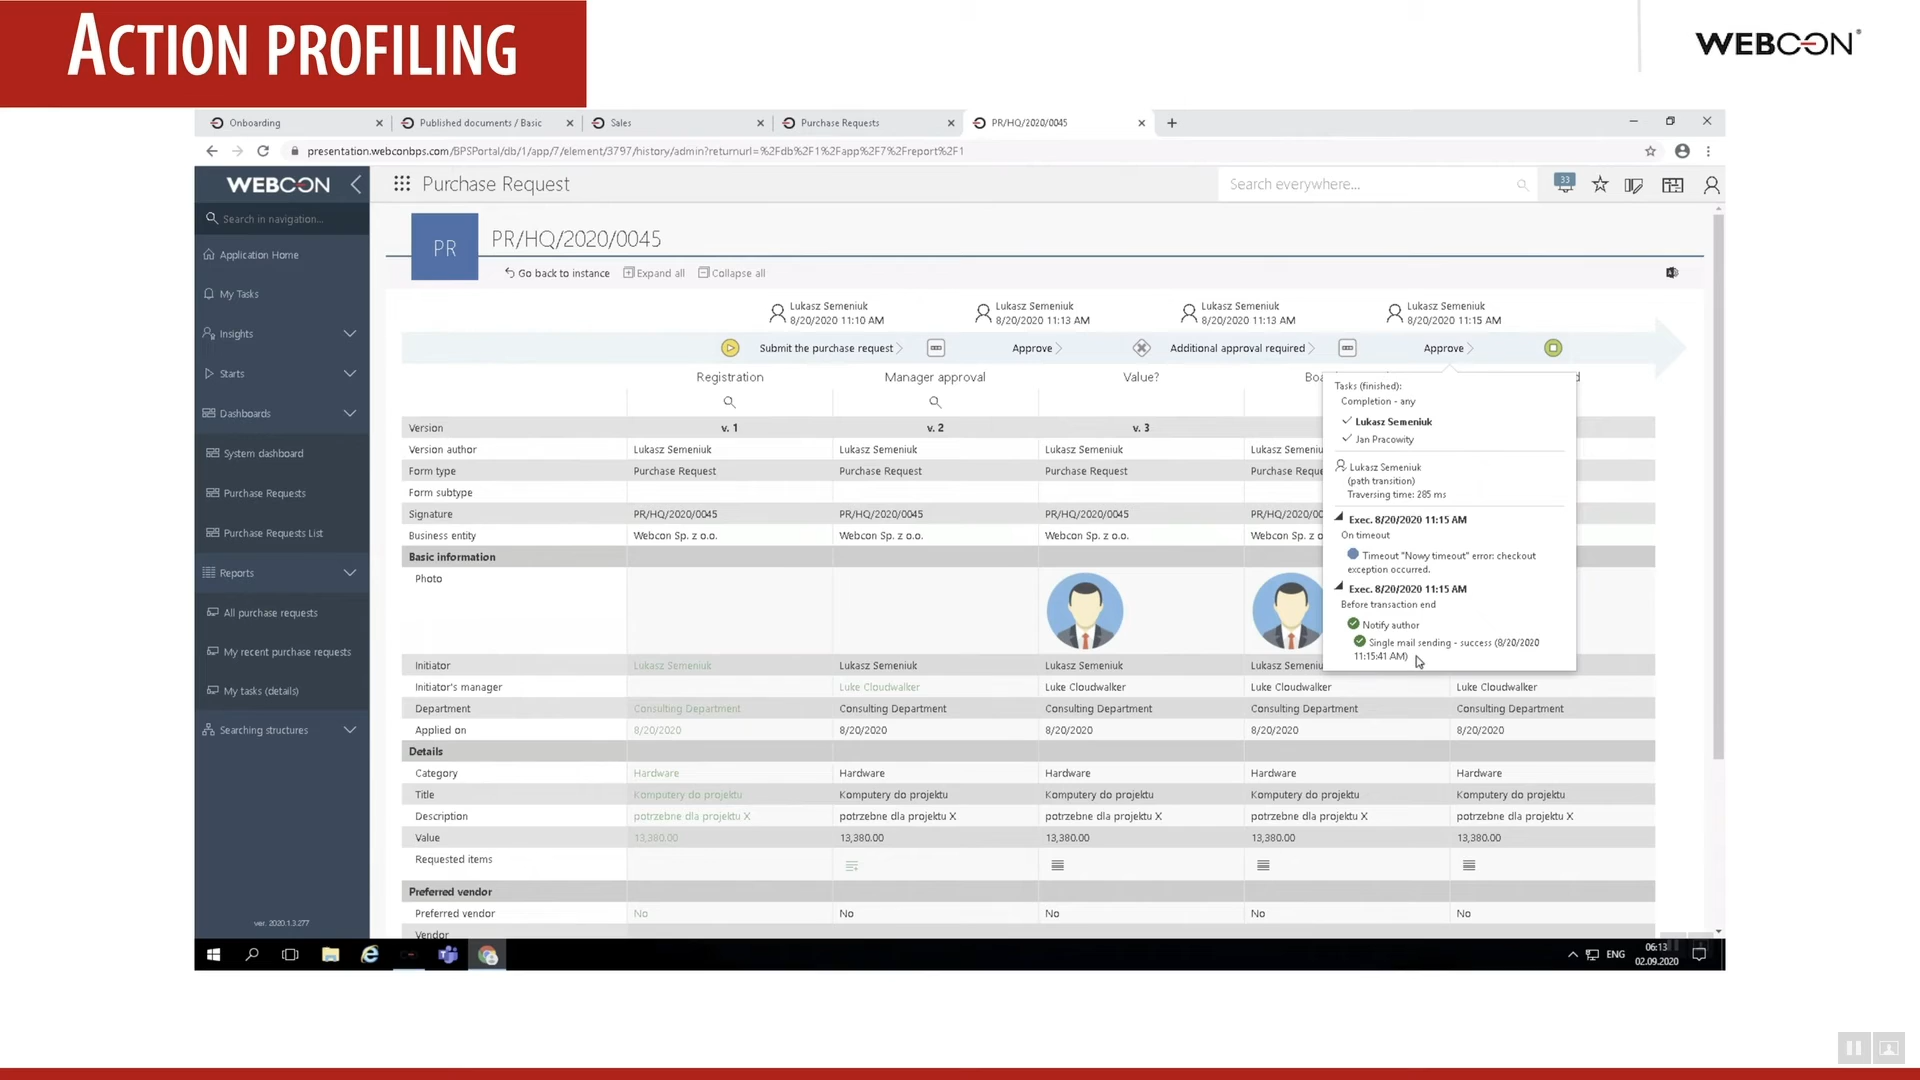 ACTION PROFILING
WEBCON
Onboarding
Published documents / Basic
Sales
Purchase Requests
PR/HQ/2020/0045
presentation.webconbps.com/BPSPortal/db/1/app/7/element/3797/history/admin?returnurl=%2Fdb%2F1%2Fapp%2F7%2Freport%2F1
WEBCON
Purchase Request
Search everywhere...
33
Search in navigation...
Application Home
My Tasks
Insights
Starts
Dashboards
System dashboard
Purchase Requests
Purchase Requests List
Reports
All purchase requests
My recent purchase requests
My tasks (details)
Searching structures
ver. 2020.1.3.277
PR
PR/HQ/2020/0045
Go back to instance Expand all Collapse all
Lukasz Semeniuk Lukasz Semeniuk Lukasz Semeniuk Lukasz Semeniuk
8/20/2020 11:10 AM 8/20/2020 11:13 AM 8/20/2020 11:13 AM 8/20/2020 11:15 AM
Submit the purchase request Approve Additional approval required Approve
Registration Manager approval Value?
Version v. 1 v. 2 v. 3
Version author Lukasz Semeniuk Lukasz Semeniuk Lukasz Semeniuk
Form type Purchase Request Purchase Request Purchase Request
Form subtype
Signature PR/HQ/2020/0045 PR/HQ/2020/0045 PR/HQ/2020/0045
Business entity Webcon Sp. z o.o. Webcon Sp. z o.o. Webcon Sp. z o.o.
Basic information
Photo
Tasks (finished):
Completion - any
Lukasz Semeniuk
Jan Pracowity
Lukasz Semeniuk
(path transition)
Traversing time: 285 ms
Exec. 8/20/2020 11:15 AM
On timeout
Timeout "Nowy timeout" error: checkout
exception occurred.
Exec. 8/20/2020 11:15 AM
Before transaction end
Notify author
Single mail sending - success (8/20/2020
11:15:41 AM)
Initiator Lukasz Semeniuk Lukasz Semeniuk Lukasz Semeniuk
Initiator's manager Luke Cloudwalker Luke Cloudwalker Luke Cloudwalker Luke Cloudwalker
Department Consulting Department Consulting Department Consulting Department Consulting Department Consulting Department
Applied on 8/20/2020 8/20/2020 8/20/2020 8/20/2020 8/20/2020
Details
Category Hardware Hardware Hardware Hardware Hardware
Title Komputery do projektu Komputery do projektu Komputery do projektu Komputery do projektu Komputery do projektu
Description potrzebne dla projektu X potrzebne dla projektu X potrzebne dla projektu X potrzebne dla projektu X potrzebne dla projektu X
Value 13,380.00 13,380.00 13,380.00 13,380.00 13,380.00
Requested items
Preferred vendor
Preferred vendor No No No No No
Vendor
ENG
06:13
02.09.2020